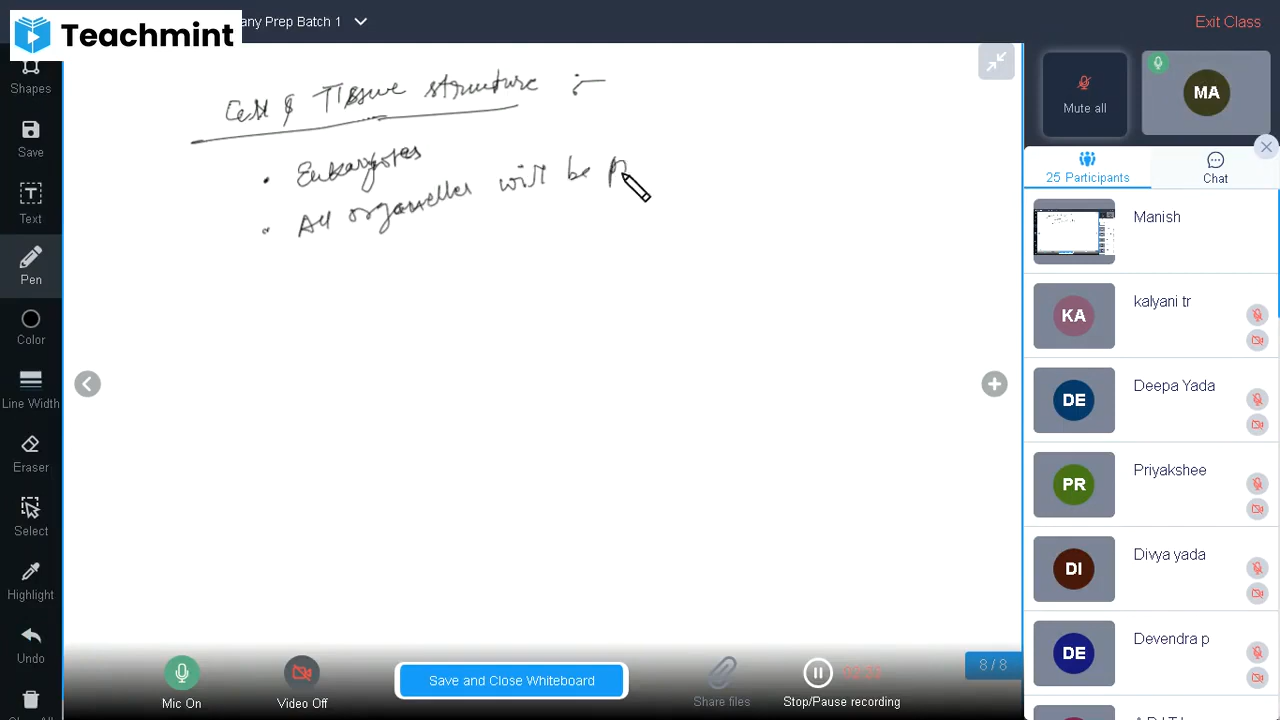 Teachmint
any Prep Batch 1
Exit Class
Shapes
Save
Text
Pen
Color
Line Width
Eraser
Select
Highlight
Undo
Cell & Tissue structure :-
• Eukaryotes
• All organelles will be
Mute all
MA
25 Participants
Chat
Manish
KA
kalyani tr
DE
Deepa Yada
PR
Priyakshee
DI
Divya yada
DE
Devendra p
8 / 8
Mic On
Video Off
Save and Close Whiteboard
Share files
Stop/Pause recording